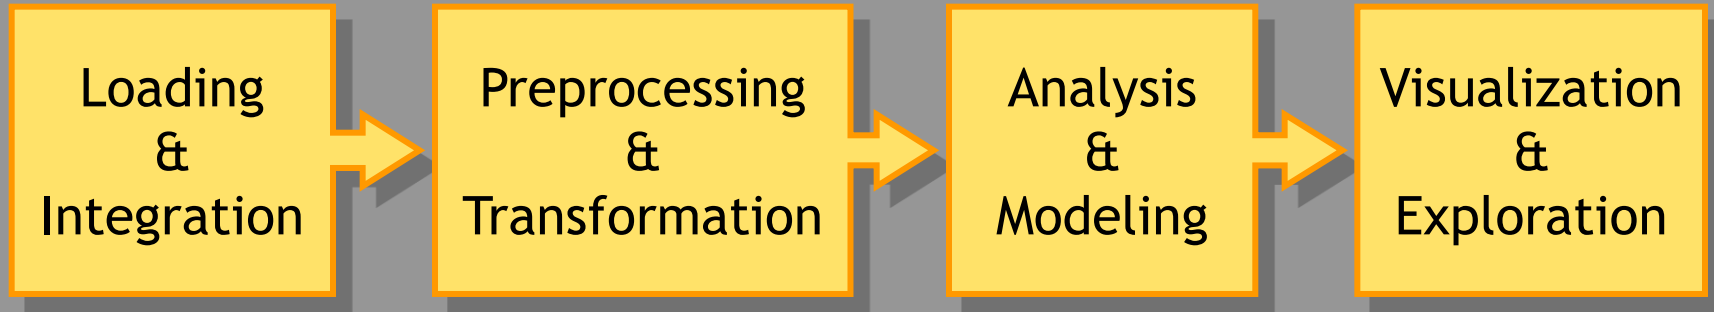 Loading
&
Integration
Preprocessing
&
Transformation
Analysis
&
Modeling
Visualization
&
Exploration